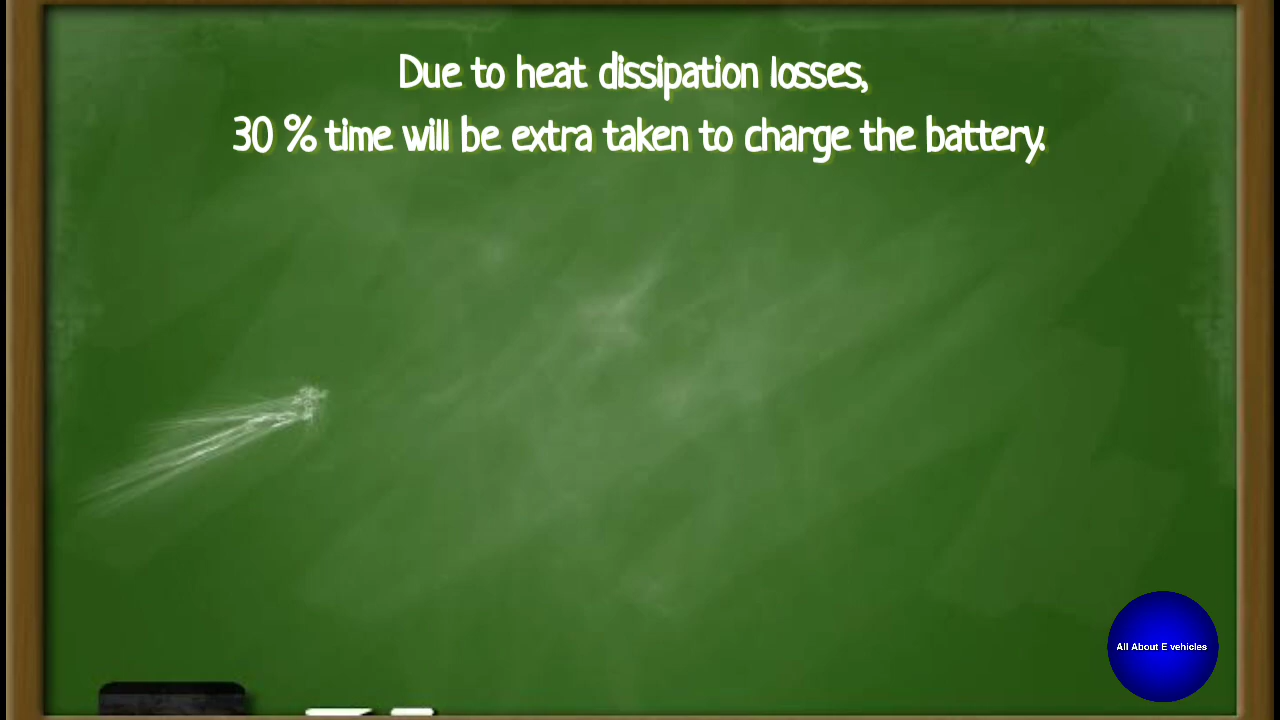 Due to heat dissipation losses,
30 % time will be extra taken to charge the battery.
All About E vehicles